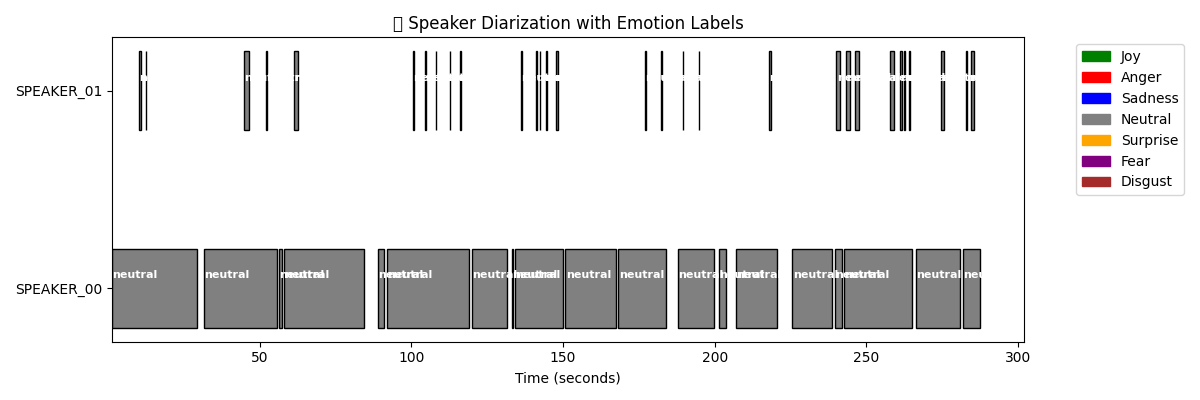 Speaker Diarization with Emotion Labels
SPEAKER_01
SPEAKER_00
neutral
neutral
neutral
neutral
neutral
neutral
neutral
neutral
neutral
neutral
neutral
neutral
neutral
neutral
50
100
150
200
250
300
Time (seconds)
Joy
Anger
Sadness
Neutral
Surprise
Fear
Disgust